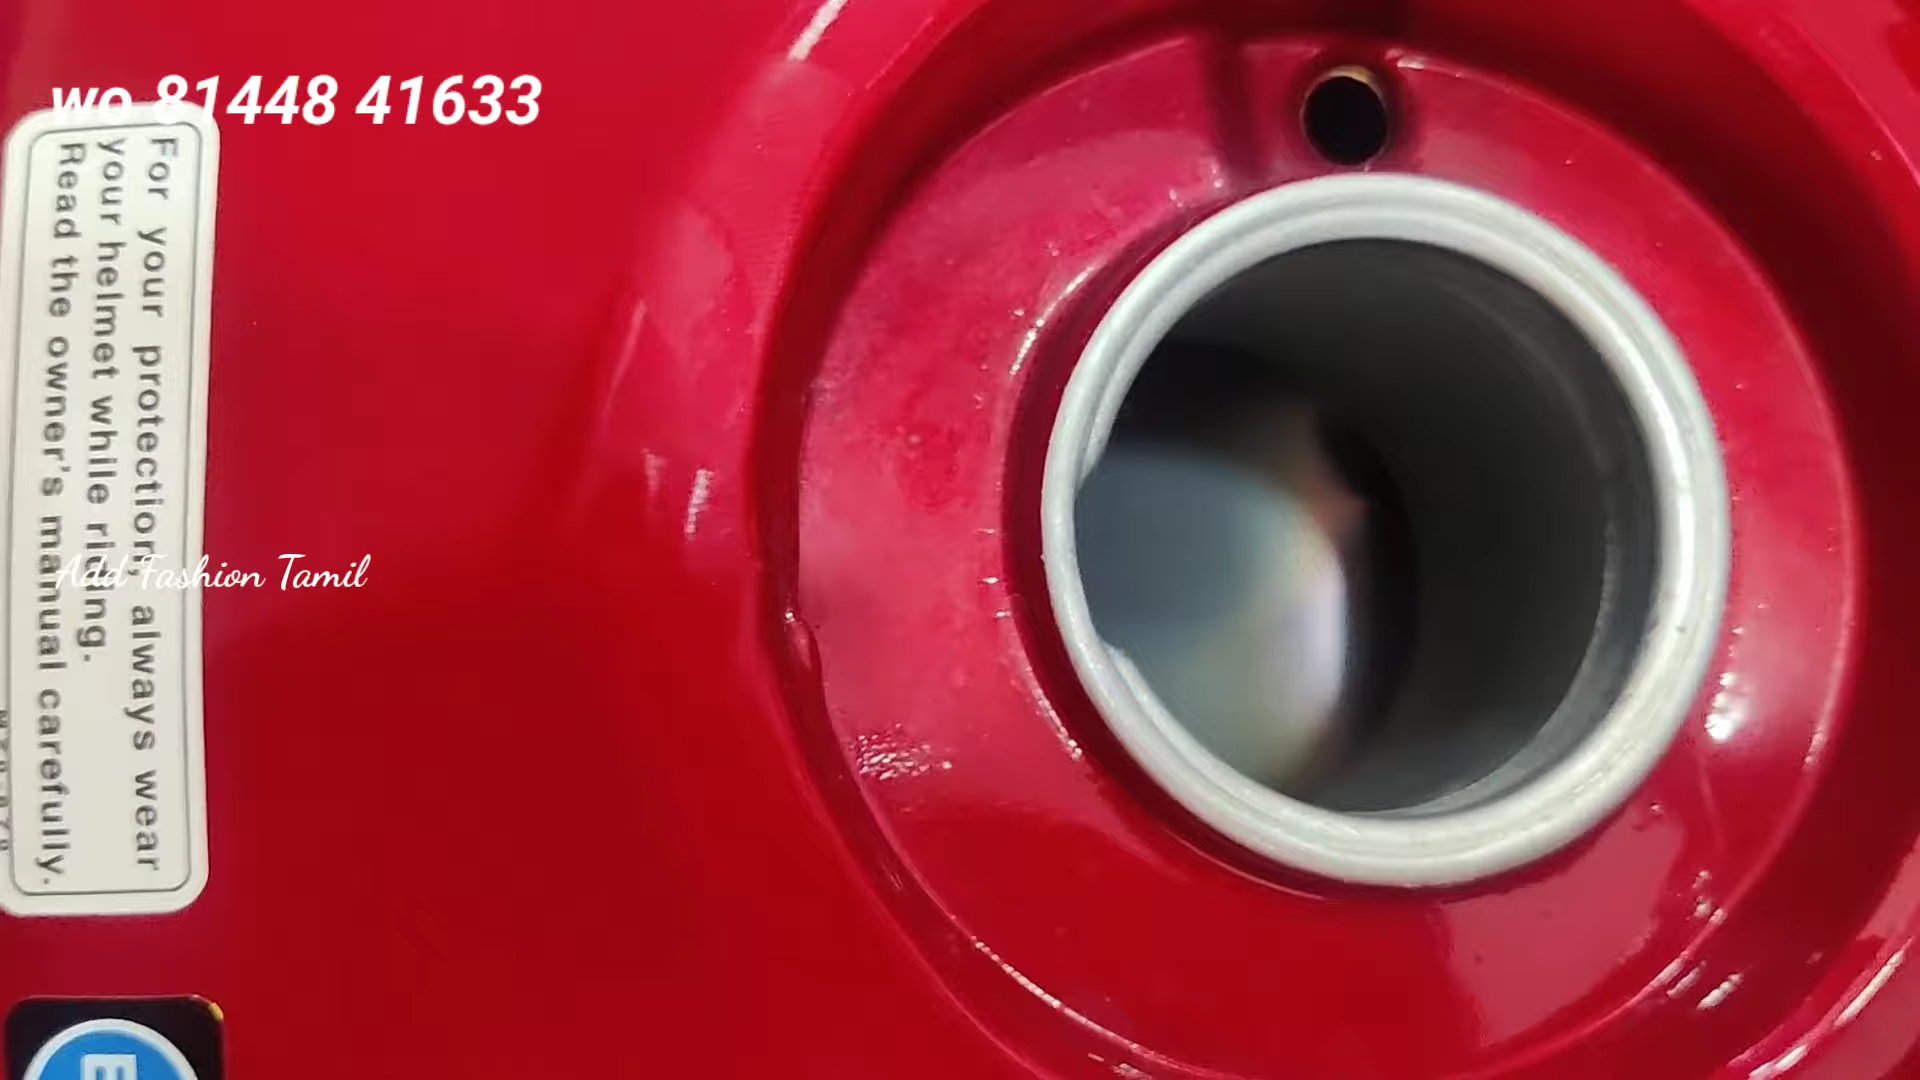 wo 81448 41633
For your protection, always wear
your helmet while riding.
Read the owner's manual carefully.
Add Fashion Tamil
E